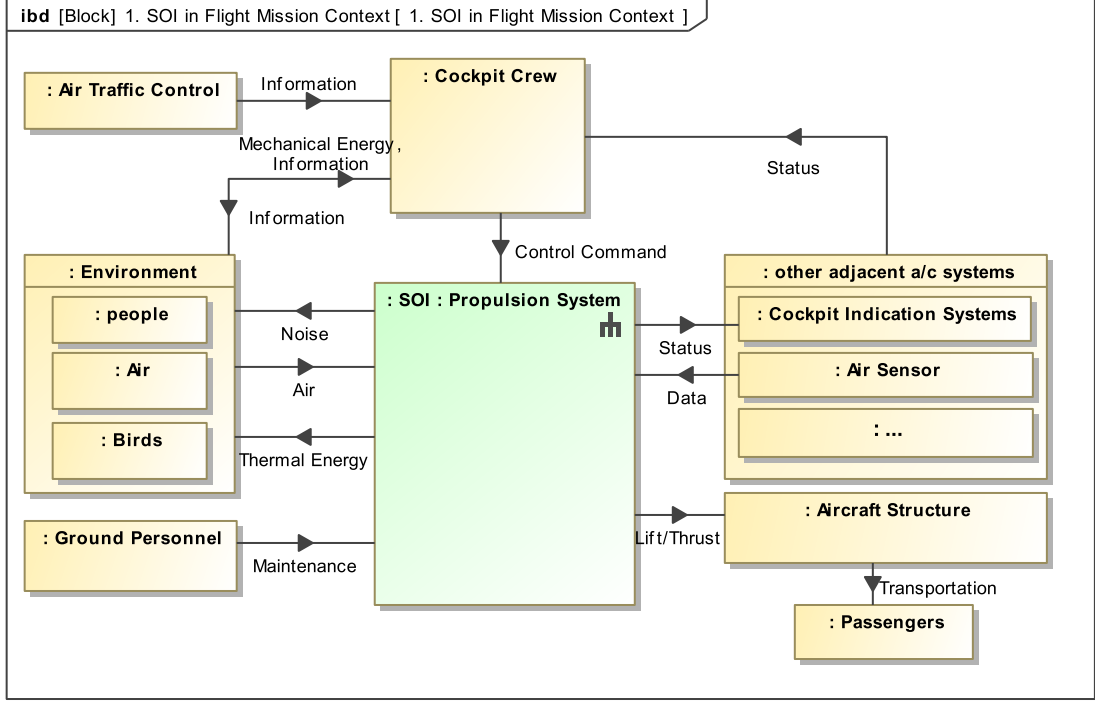 ibd [Block] 1. SOI in Flight Mission Context [ 1. SOI in Flight Mission Context ]
: Air Traffic Control
Information
: Cockpit Crew
Mechanical Energy,
Information
Information
Status
Control Command
: Environment
: people
: Air
: Birds
Noise
Air
Thermal Energy
: SOI : Propulsion System
Status
Data
: other adjacent a/c systems
: Cockpit Indication Systems
: Air Sensor
: ...
: Ground Personnel
Maintenance
Lift/Thrust
: Aircraft Structure
Transportation
: Passengers